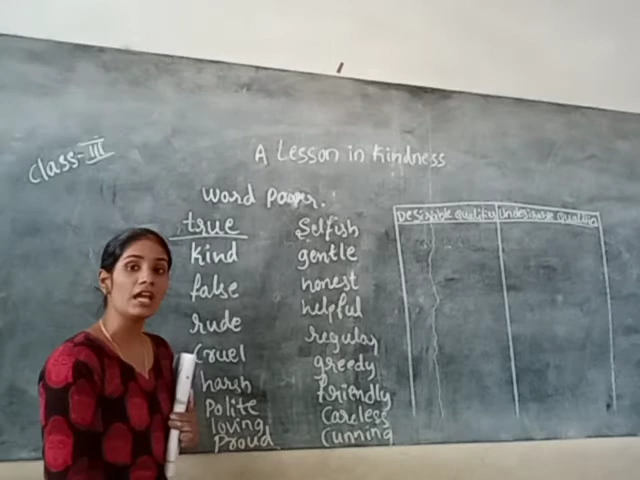 Class-III
A Lesson in Kindness
Word Power.
true
kind
false
rude
Cruel
harsh
Polite
loving
Proud
Selfish
gentle
honest
helpful
regular
greedy
friendly
Careless
Cunning
Desirable Qualities
Undesirable Qualities